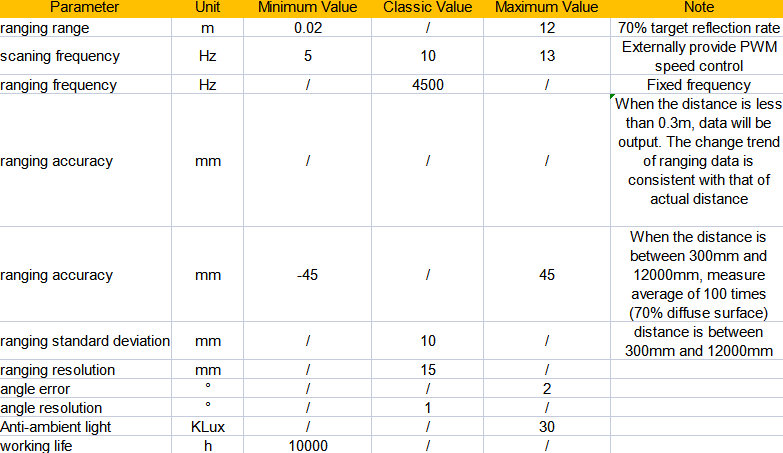 Parameter Unit Minimum Value Classic Value Maximum Value Note
ranging range m 0.02 / 12 70% target reflection rate
scaning frequency Hz 5 10 13 Externally provide PWM
speed control
ranging frequency Hz / 4500 / Fixed frequency
When the distance is less
than 0.3m, data will be
output. The change trend
ranging accuracy mm / / / of ranging data is
consistent with that of
actual distance
When the distance is
between 300mm and
ranging accuracy mm -45 / 45 12000mm, measure
average of 100 times
(70% diffuse surface)
ranging standard deviation mm / 10 / distance is between
300mm and 12000mm
ranging resolution mm / 15 /
angle error ° / / 2
angle resolution ° / 1 /
Anti-ambient light KLux / / 30
working life h 10000 / /